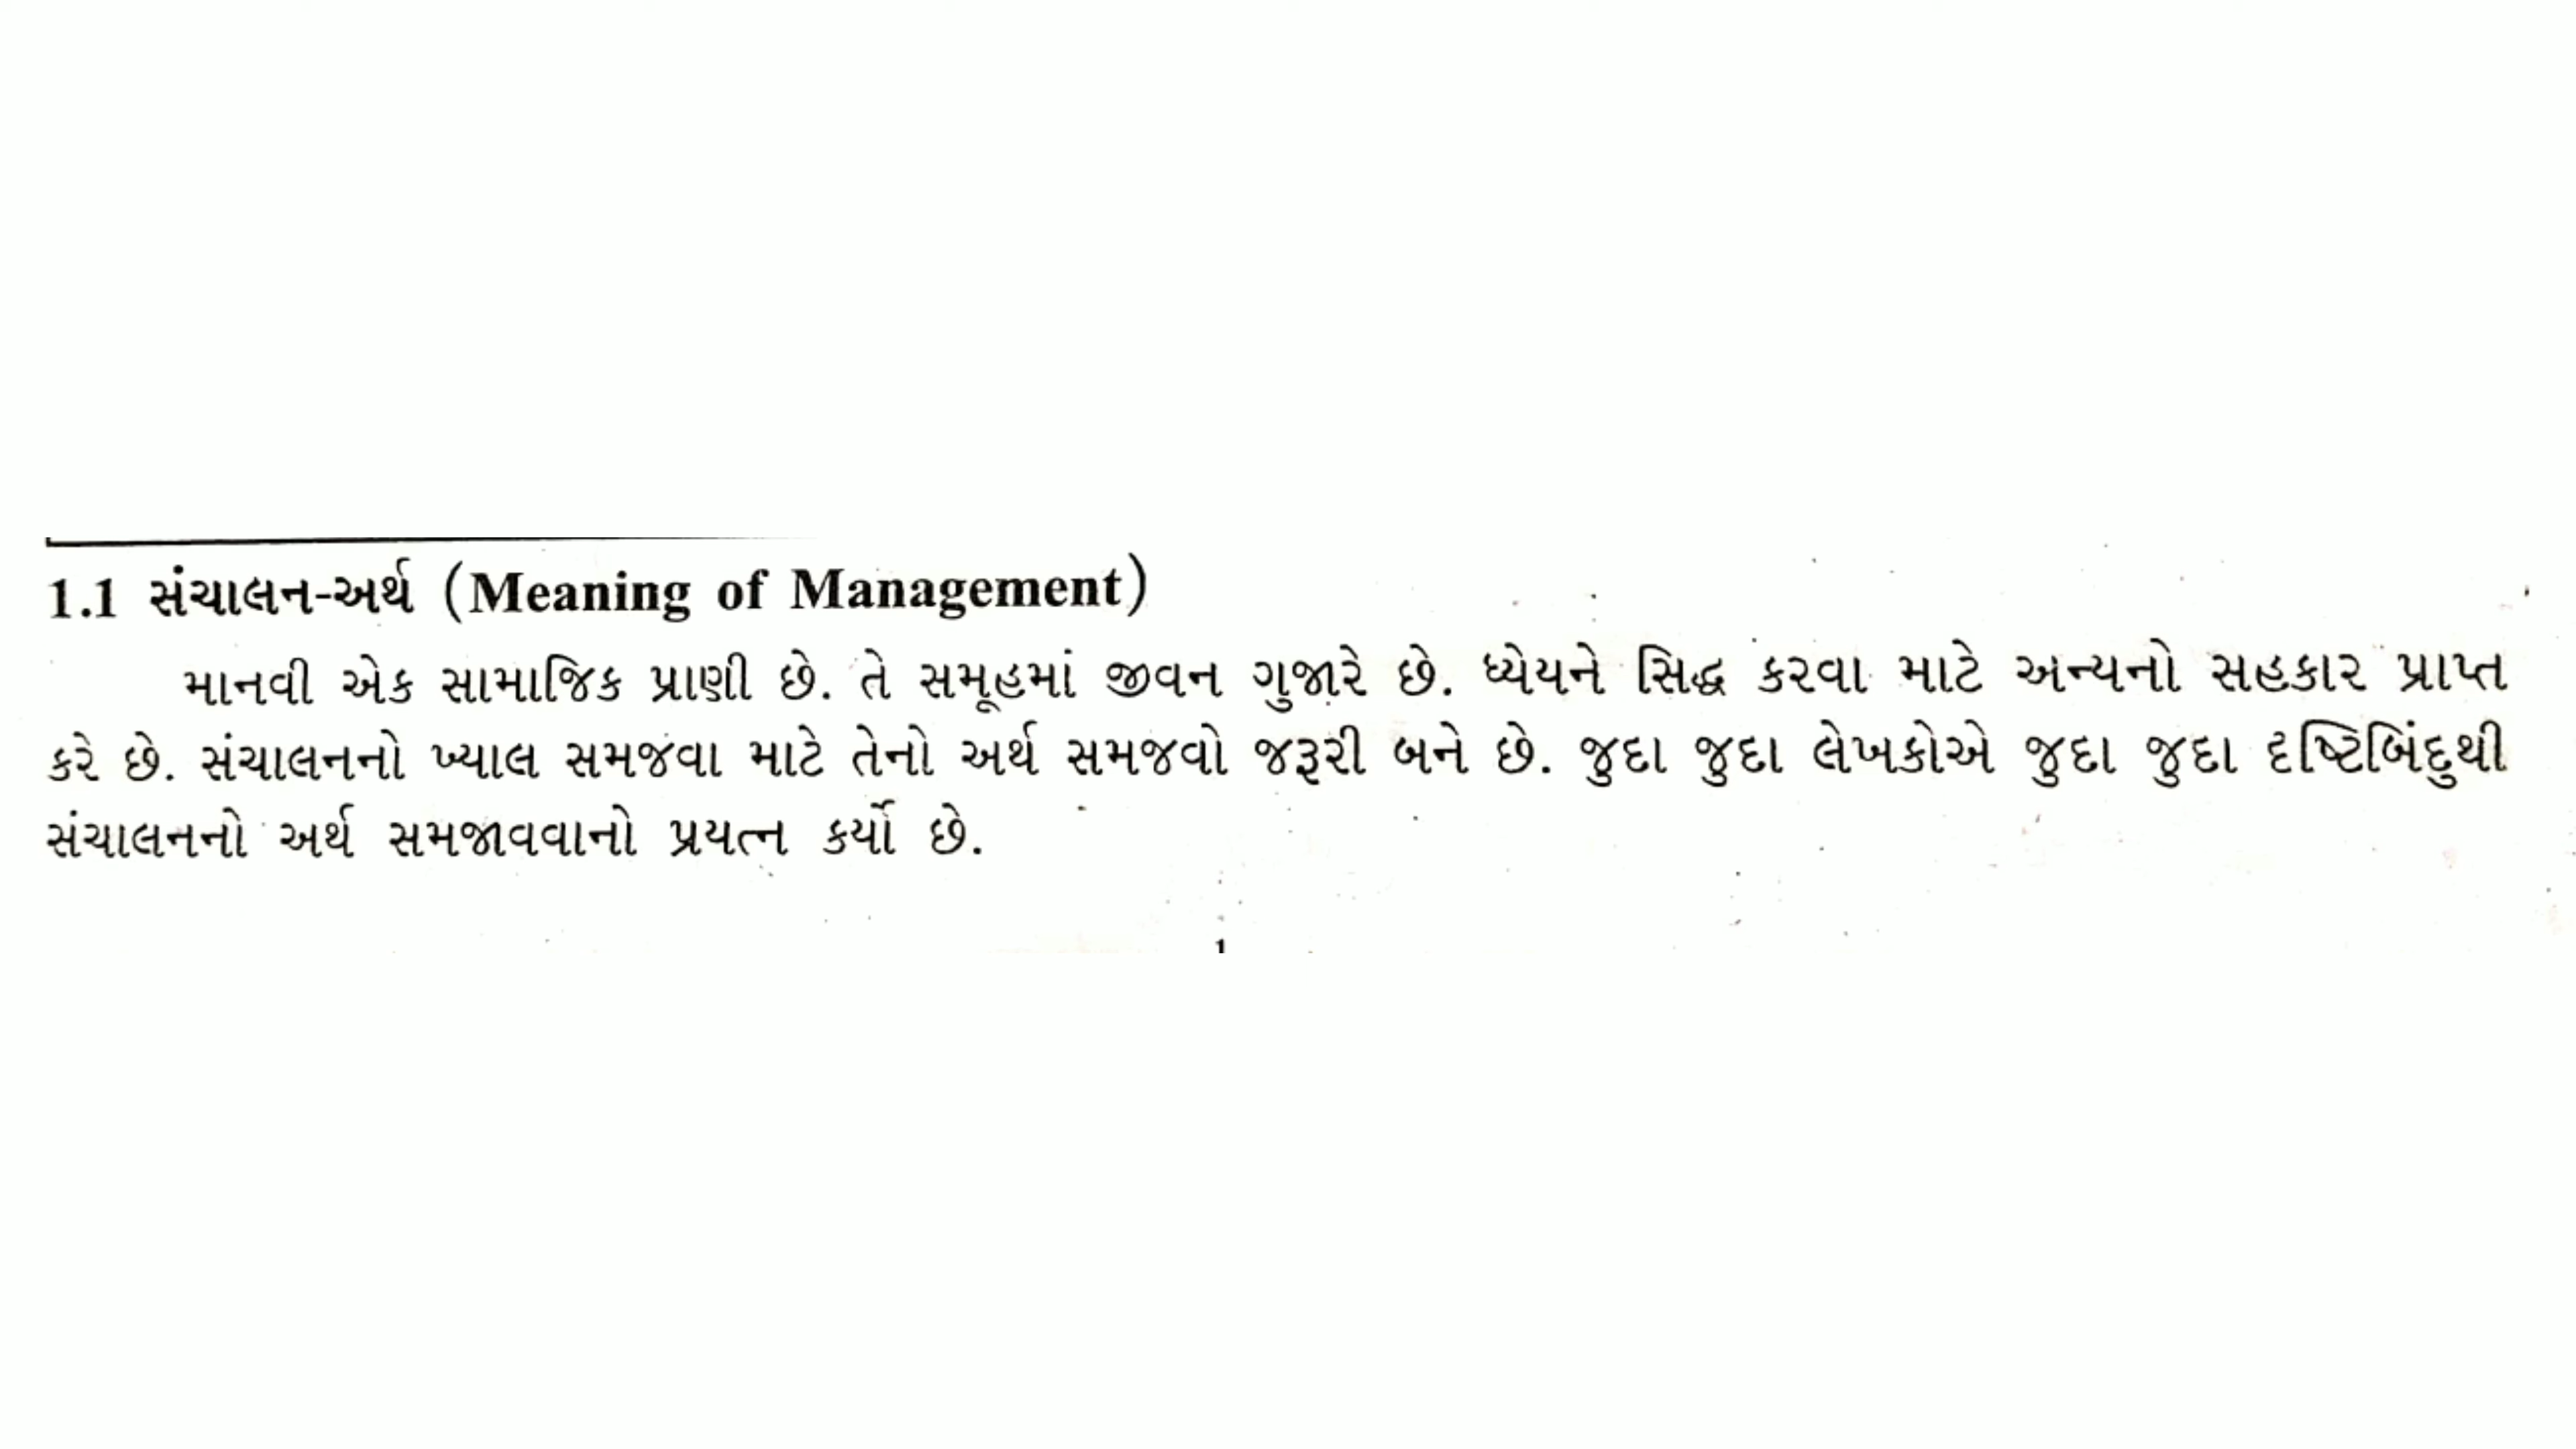 1.1 સંચાલન-અર્થ (Meaning of Management)
માનવી એક સામાજિક પ્રાણી છે. તે સમૂહમાં જીવન ગુજારે છે. ધ્યેયને સિદ્ધ કરવા માટે અન્યનો સહકાર પ્રાપ્ત
કરે છે. સંચાલનનો ખ્યાલ સમજવા માટે તેનો અર્થ સમજવો જરૂરી બને છે. જુદા જુદા લેખકોએ જુદા જુદા દૃષ્ટિબિંદુથી
સંચાલનનો અર્થ સમજાવવાનો પ્રયત્ન કર્યો છે.
1